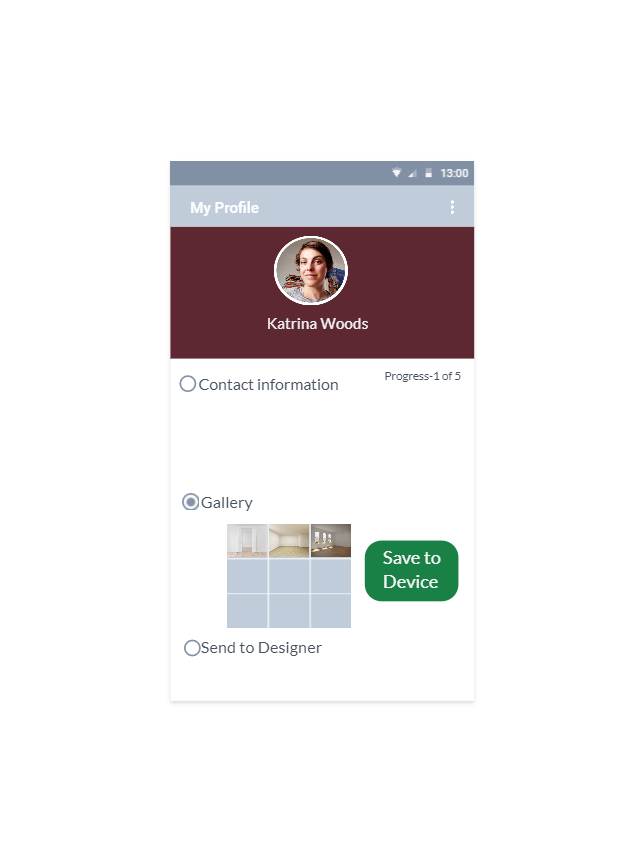 13:00
My Profile
Katrina Woods
Progress-1 of 5
Contact information
Gallery
Save to
Device
Send to Designer